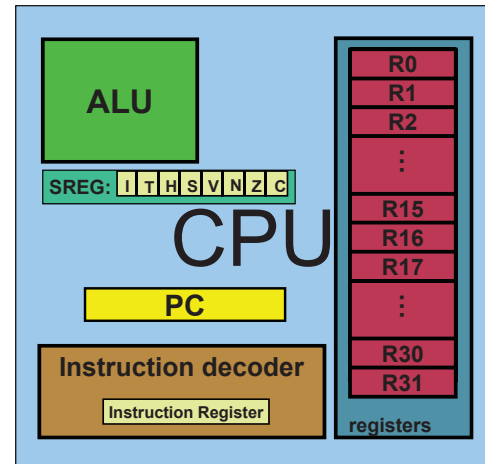 ALU
SREG: I T H S V N Z C
CPU
PC
Instruction decoder
Instruction Register
R0
R1
R2
⋮
R15
R16
R17
⋮
R30
R31
registers